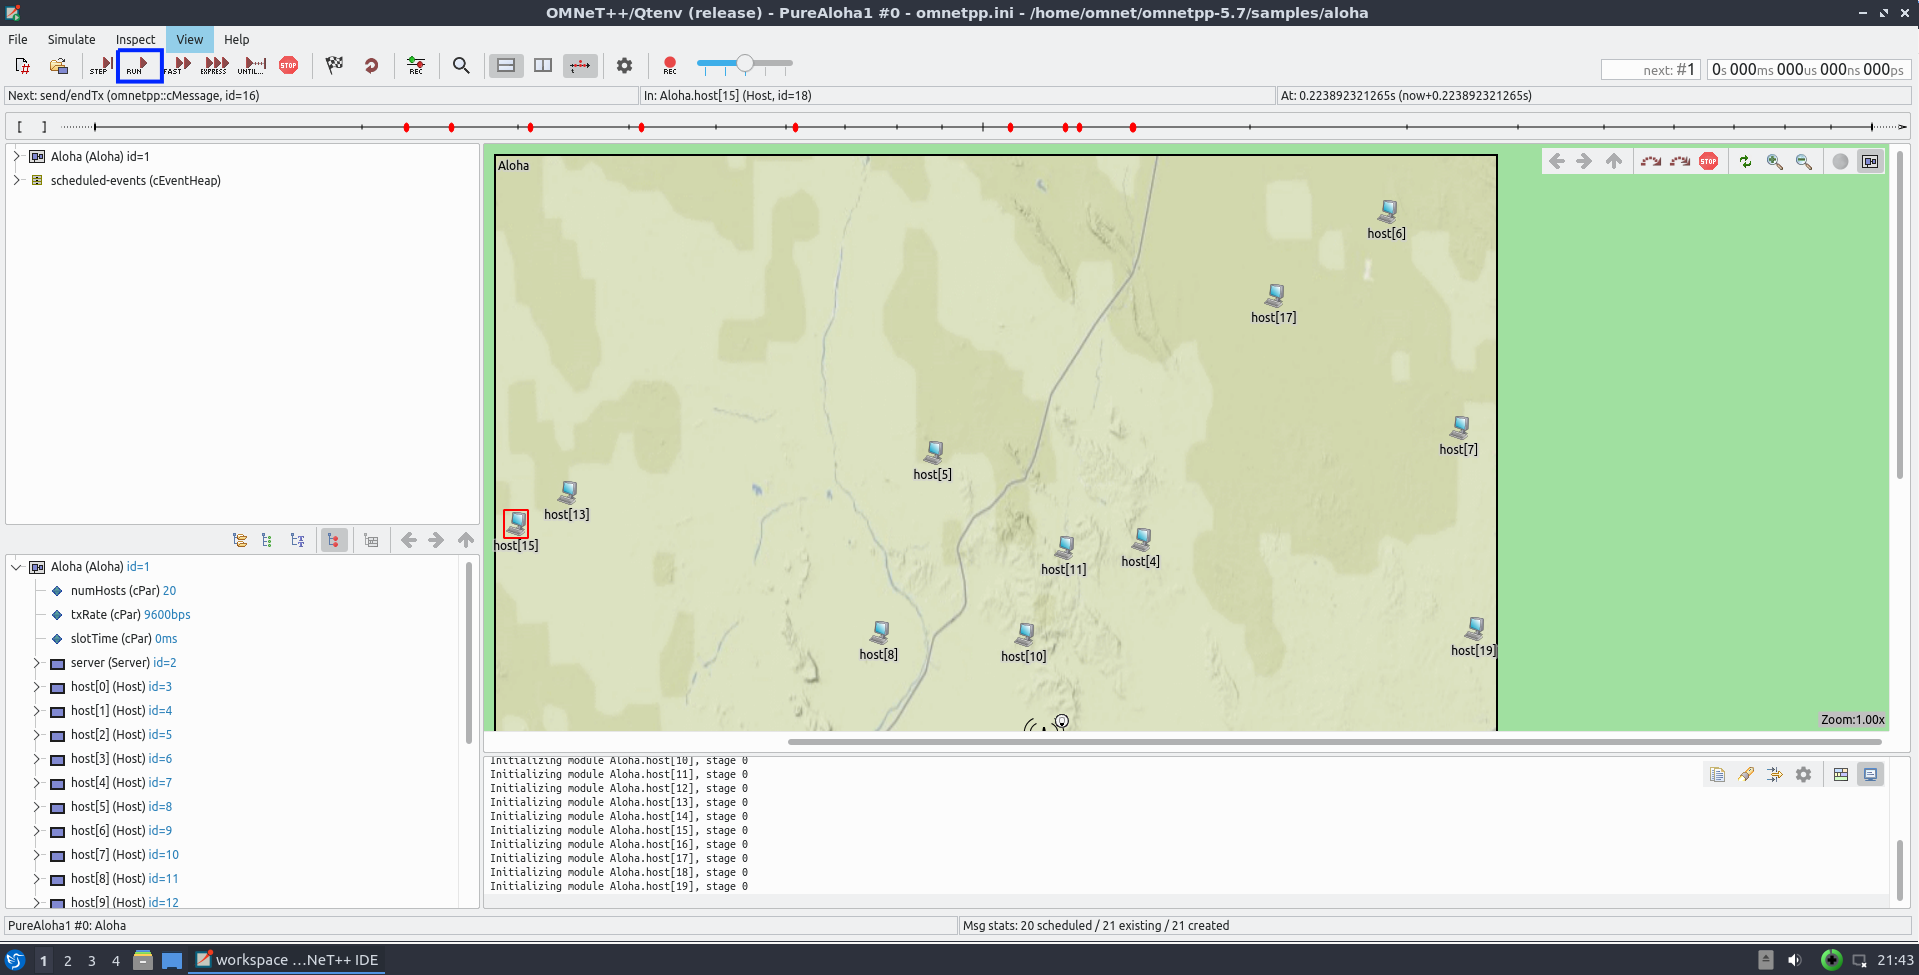 OMNeT++/Qtenv (release) - PureAloha1 #0 - omnetpp.ini - /home/omnet/omnetpp-5.7/samples/aloha
File Simulate Inspect View Help
STEP RUN FAST EXPRESS UNTIL... STOP REC REC next: #1 0s 000ms 000us 000ns 000ps
Next: send/endTx (omnetpp::cMessage, id=16) In: Aloha.host[15] (Host, id=18) At: 0.223892321265s (now+0.223892321265s)
[ ]
Aloha (Aloha) id=1
scheduled-events (cEventHeap)
Aloha (Aloha) id=1
numHosts (cPar) 20
txRate (cPar) 9600bps
slotTime (cPar) 0ms
server (Server) id=2
host[0] (Host) id=3
host[1] (Host) id=4
host[2] (Host) id=5
host[3] (Host) id=6
host[4] (Host) id=7
host[5] (Host) id=8
host[6] (Host) id=9
host[7] (Host) id=10
host[8] (Host) id=11
host[9] (Host) id=12
Aloha
STOP
host[6]
host[17]
host[7]
host[5]
host[13]
host[15]
host[4]
host[11]
host[19]
host[8]
host[10]
Zoom:1.00x
Initializing module Aloha.host[10], stage 0
Initializing module Aloha.host[11], stage 0
Initializing module Aloha.host[12], stage 0
Initializing module Aloha.host[13], stage 0
Initializing module Aloha.host[14], stage 0
Initializing module Aloha.host[15], stage 0
Initializing module Aloha.host[16], stage 0
Initializing module Aloha.host[17], stage 0
Initializing module Aloha.host[18], stage 0
Initializing module Aloha.host[19], stage 0
PureAloha1 #0: Aloha Msg stats: 20 scheduled / 21 existing / 21 created
1 2 3 4 workspace ...NeT++ IDE 21:43